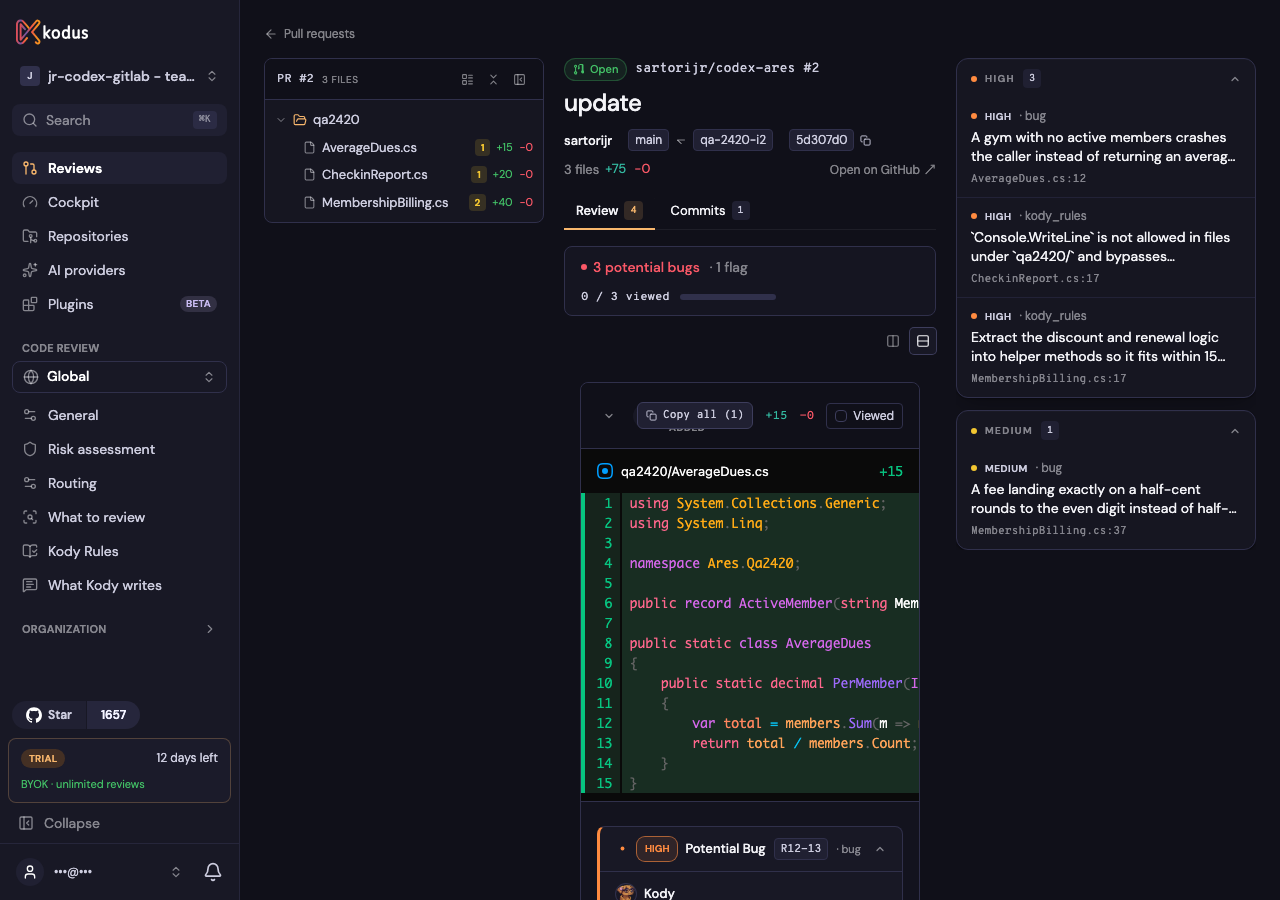 kodus
J jr-codex-gitlab - tea...
Search ⌘K
Reviews
Cockpit
Repositories
AI providers
Plugins BETA
CODE REVIEW
Global
General
Risk assessment
Routing
What to review
Kody Rules
What Kody writes
ORGANIZATION
Star 1657
TRIAL 12 days left
BYOK · unlimited reviews
Collapse
•••@•••
← Pull requests
PR #2 3 FILES
qa2420
AverageDues.cs 1 +15 -0
CheckinReport.cs 1 +20 -0
MembershipBilling.cs 2 +40 -0
Open sartorijr/codex-ares #2
update
sartorijr main ← qa-2420-i2 5d307d0
3 files +75 -0 Open on GitHub ↗
Review 4 Commits 1
3 potential bugs · 1 flag
0 / 3 viewed
Copy all (1) +15 -0 Viewed
qa2420/AverageDues.cs +15
1 using System.Collections.Generic;
2 using System.Linq;
3
4 namespace Ares.Qa2420;
5
6 public record ActiveMember(string Mem
7
8 public static class AverageDues
9 {
10 public static decimal PerMember(I
11 {
12 var total = members.Sum(m =>
13 return total / members.Count;
14 }
15 }
HIGH Potential Bug R12-13 · bug
Kody
HIGH 3
HIGH · bug
A gym with no active members crashes
the caller instead of returning an averag...
AverageDues.cs:12
HIGH · kody_rules
`Console.WriteLine` is not allowed in files
under `qa2420/` and bypasses...
CheckinReport.cs:17
HIGH · kody_rules
Extract the discount and renewal logic
into helper methods so it fits within 15...
MembershipBilling.cs:17
MEDIUM 1
MEDIUM · bug
A fee landing exactly on a half-cent
rounds to the even digit instead of half-...
MembershipBilling.cs:37